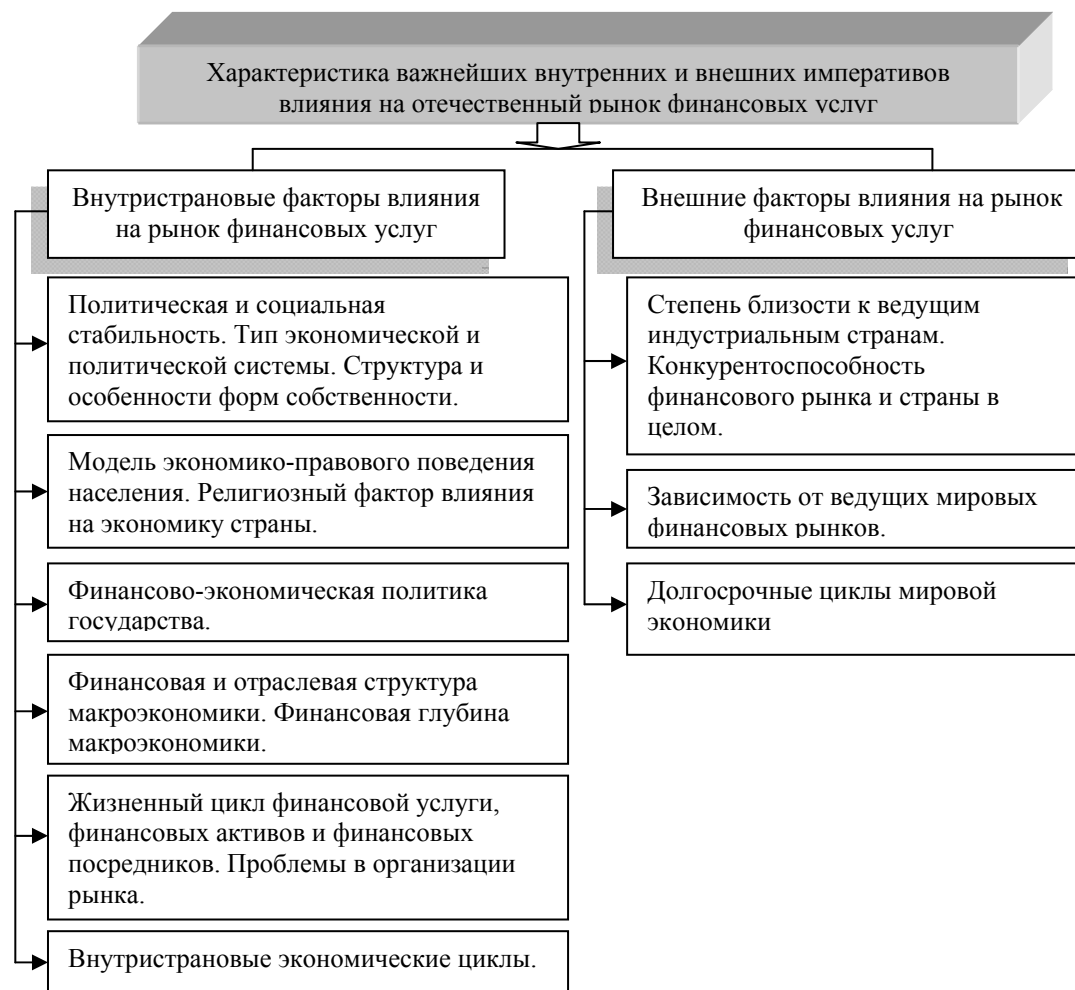 Характеристика важнейших внутренних и внешних императивов
влияния на отечественный рынок финансовых услуг
Внутристрановые факторы влияния
на рынок финансовых услуг
Политическая и социальная
стабильность. Тип экономической и
политической системы. Структура и
особенности форм собственности.
Модель экономико-правового поведения
населения. Религиозный фактор влияния
на экономику страны.
Финансово-экономическая политика
государства.
Финансовая и отраслевая структура
макроэкономики. Финансовая глубина
макроэкономики.
Жизненный цикл финансовой услуги,
финансовых активов и финансовых
посредников. Проблемы в организации
рынка.
Внутристрановые экономические циклы.
Внешние факторы влияния на рынок
финансовых услуг
Степень близости к ведущим
индустриальным странам.
Конкурентоспособность
финансового рынка и страны в
целом.
Зависимость от ведущих мировых
финансовых рынков.
Долгосрочные циклы мировой
экономики